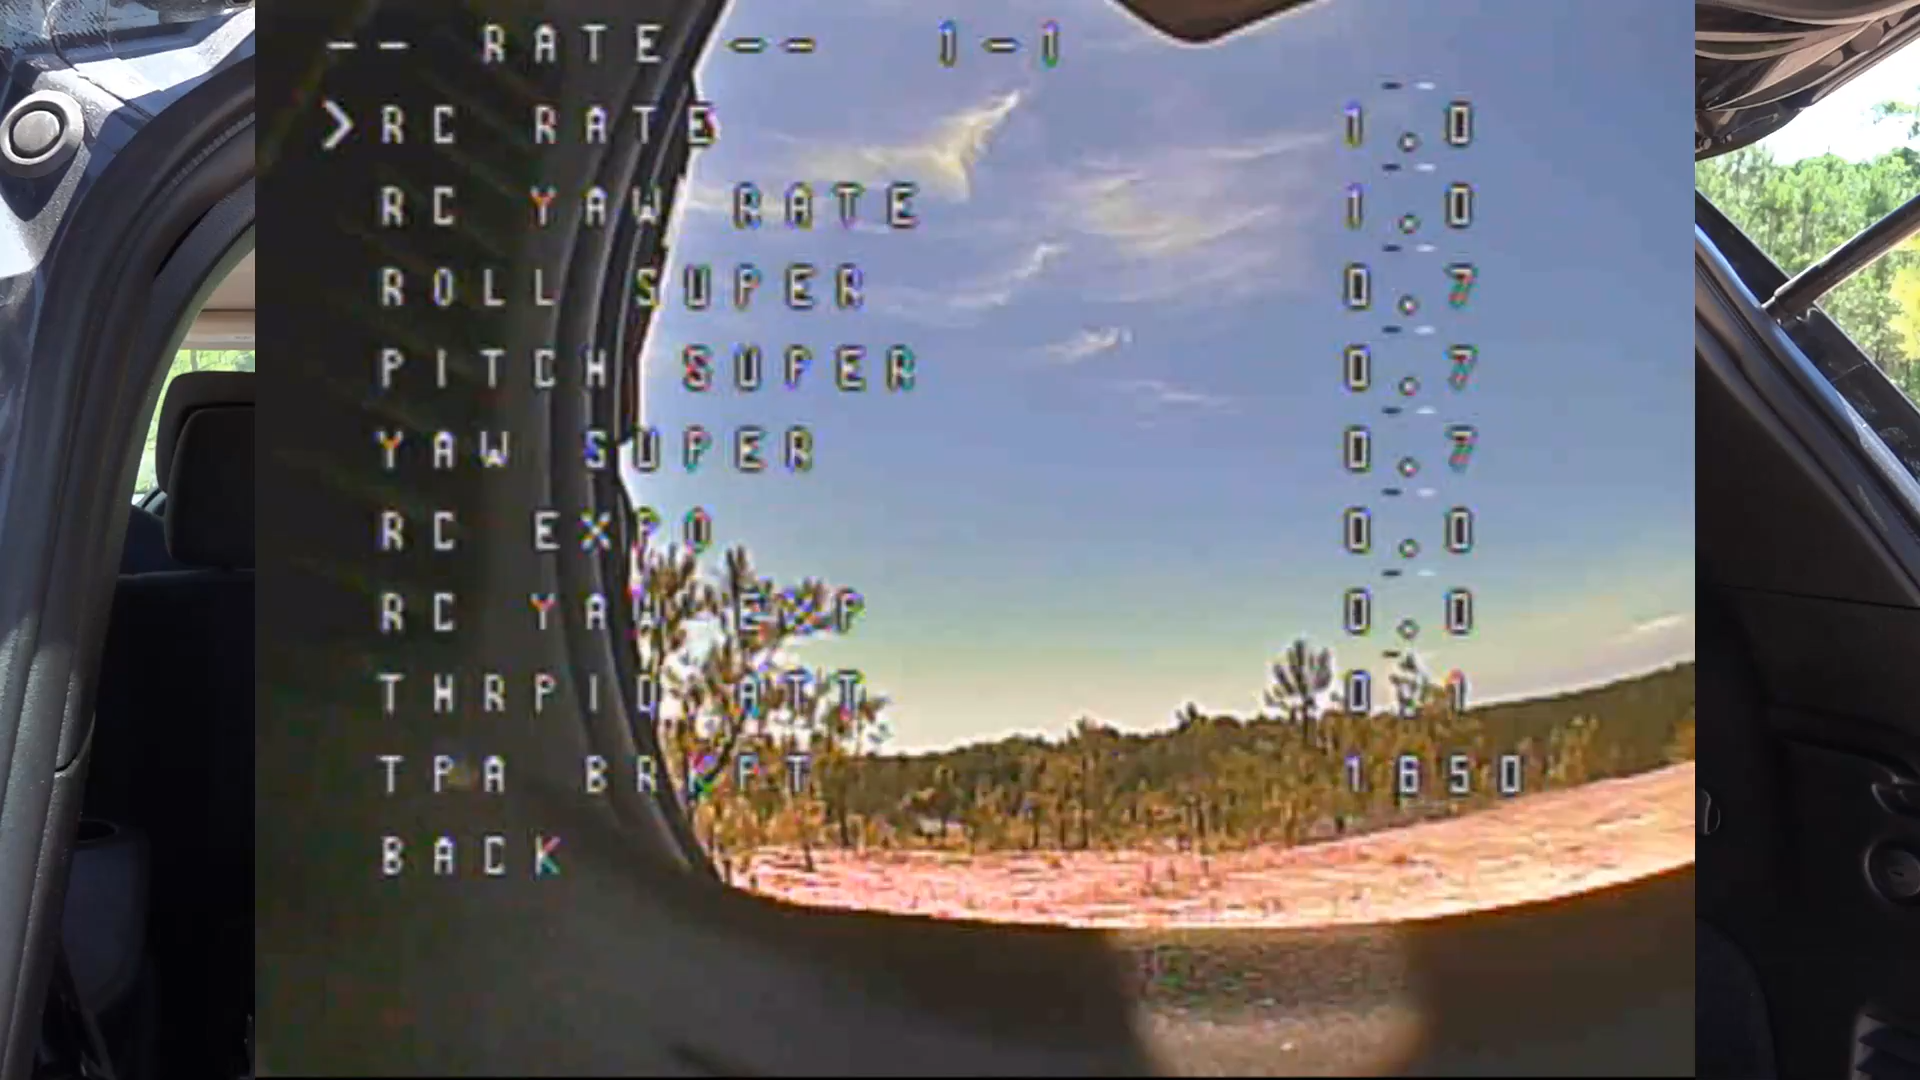 -- RATE -- 1-1
>RC RATE 1.0
RC YAW RATE 1.0
ROLL SUPER 0.7
PITCH SUPER 0.7
YAW SUPER 0.7
RC EXPO 0.0
RC YAW EXP 0.0
THRPID ATT 0.1
TPA BRKPT 1650
BACK